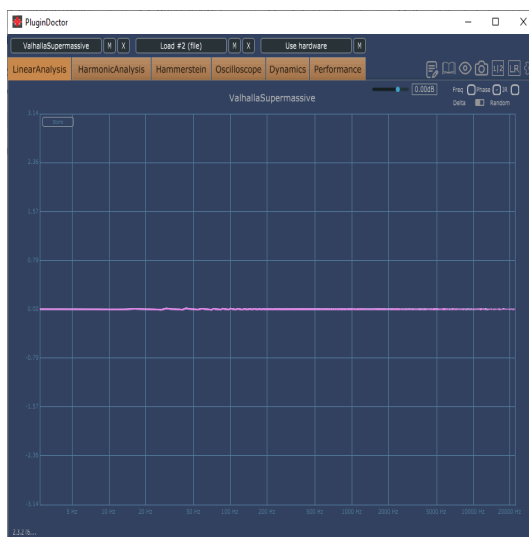 PluginDoctor
ValhallaSupermassive M X Load #2 (file) M X Use hardware M
LinearAnalysis HarmonicAnalysis Hammerstein Oscilloscope Dynamics Performance 1|2 LR
0.00dB Freq Phase IR
Delta Random
ValhallaSupermassive
3.14
2.36
1.57
0.79
0.00
-0.79
-1.57
-2.36
-3.14
5 Hz 10 Hz 20 Hz 50 Hz 100 Hz 200 Hz 500 Hz 1000 Hz 2000 Hz 5000 Hz 10000 Hz 20000 Hz